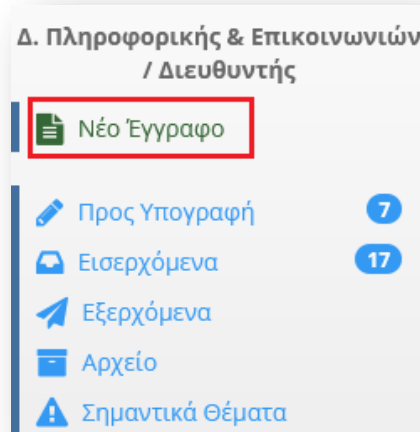 Δ. Πληροφορικής & Επικοινωνιών
/ Διευθυντής
Νέο Έγγραφο
Προς Υπογραφή 7
Εισερχόμενα 17
Εξερχόμενα
Αρχείο
Σημαντικά Θέματα